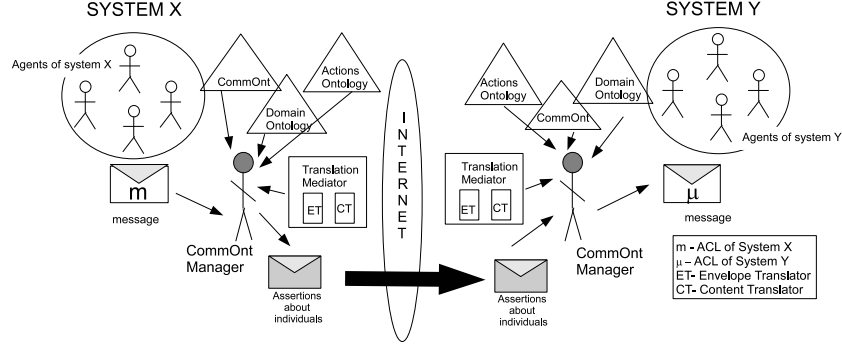 SYSTEM X
SYSTEM Y
Agents of system X
CommOnt
Actions
Ontology
Domain
Ontology
Translation
Mediator
ET
CT
m
message
CommOnt
Manager
Assertions
about
individuals
I
N
T
E
R
N
E
T
Actions
Ontology
CommOnt
Domain
Ontology
Agents of system Y
Translation
Mediator
ET
CT
μ
message
CommOnt
Manager
Assertions
about
individuals
m - ACL of System X
μ – ACL of System Y
ET- Envelope Translator
CT- Content Translator